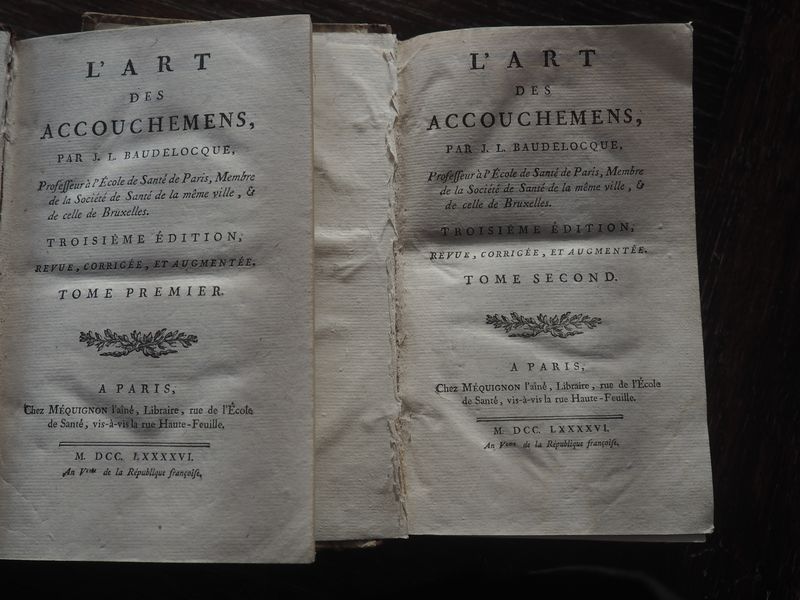 L'ART
DES
ACCOUCHEMENS,
PAR J. L. BAUDELOCQUE,
Professeur à l'École de Santé de Paris, Membre
de la Société de Santé de la même ville, &
de celle de Bruxelles.
TROISIÈME ÉDITION,
REVUE, CORRIGÉE, ET AUGMENTÉE.
TOME PREMIER.
A PARIS,
Chez MÉQUIGNON l'aîné, Libraire, rue de l'École
de Santé, vis-à-vis la rue Haute-Feuille.
M. DCC. LXXXXVI.
An Vme de la République françoise.
L'ART
DES
ACCOUCHEMENS,
PAR J. L. BAUDELOCQUE,
Professeur à l'École de Santé de Paris, Membre
de la Société de Santé de la même ville, &
de celle de Bruxelles.
TROISIÈME ÉDITION,
REVUE, CORRIGÉE, ET AUGMENTÉE.
TOME SECOND.
A PARIS,
Chez MÉQUIGNON l'aîné, Libraire, rue de l'École
de Santé, vis-à-vis la rue Haute-Feuille.
M. DCC. LXXXXVI.
An Vme de la République françoise.